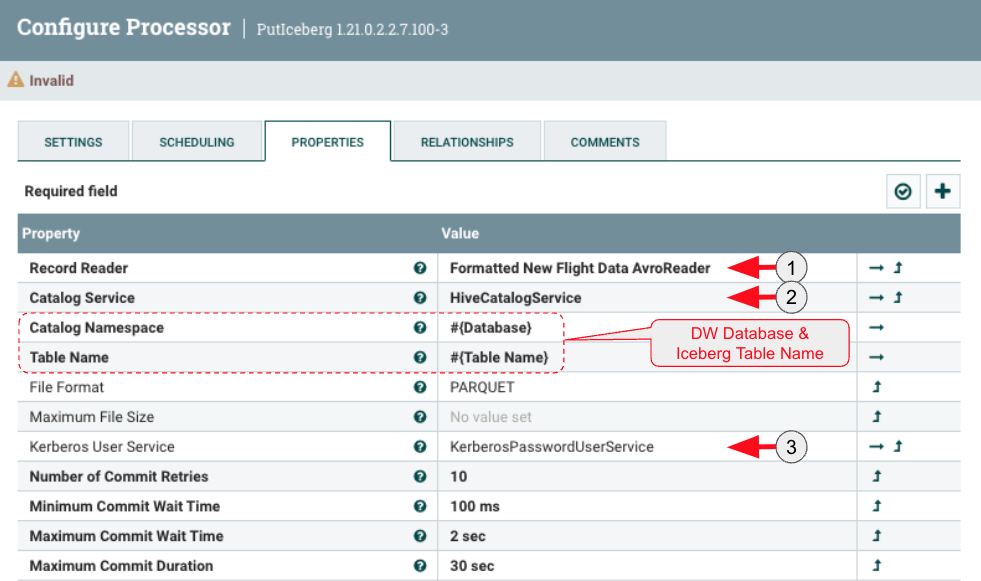 Configure Processor | PutIceberg 1.21.0.2.2.7.100-3
Invalid
SETTINGS SCHEDULING PROPERTIES RELATIONSHIPS COMMENTS
Required field
Property Value
Record Reader Formatted New Flight Data AvroReader 1
Catalog Service HiveCatalogService 2
Catalog Namespace #{Database}
Table Name #{Table Name}
DW Database &
Iceberg Table Name
File Format PARQUET
Maximum File Size No value set
Kerberos User Service KerberosPasswordUserService 3
Number of Commit Retries 10
Minimum Commit Wait Time 100 ms
Maximum Commit Wait Time 2 sec
Maximum Commit Duration 30 sec